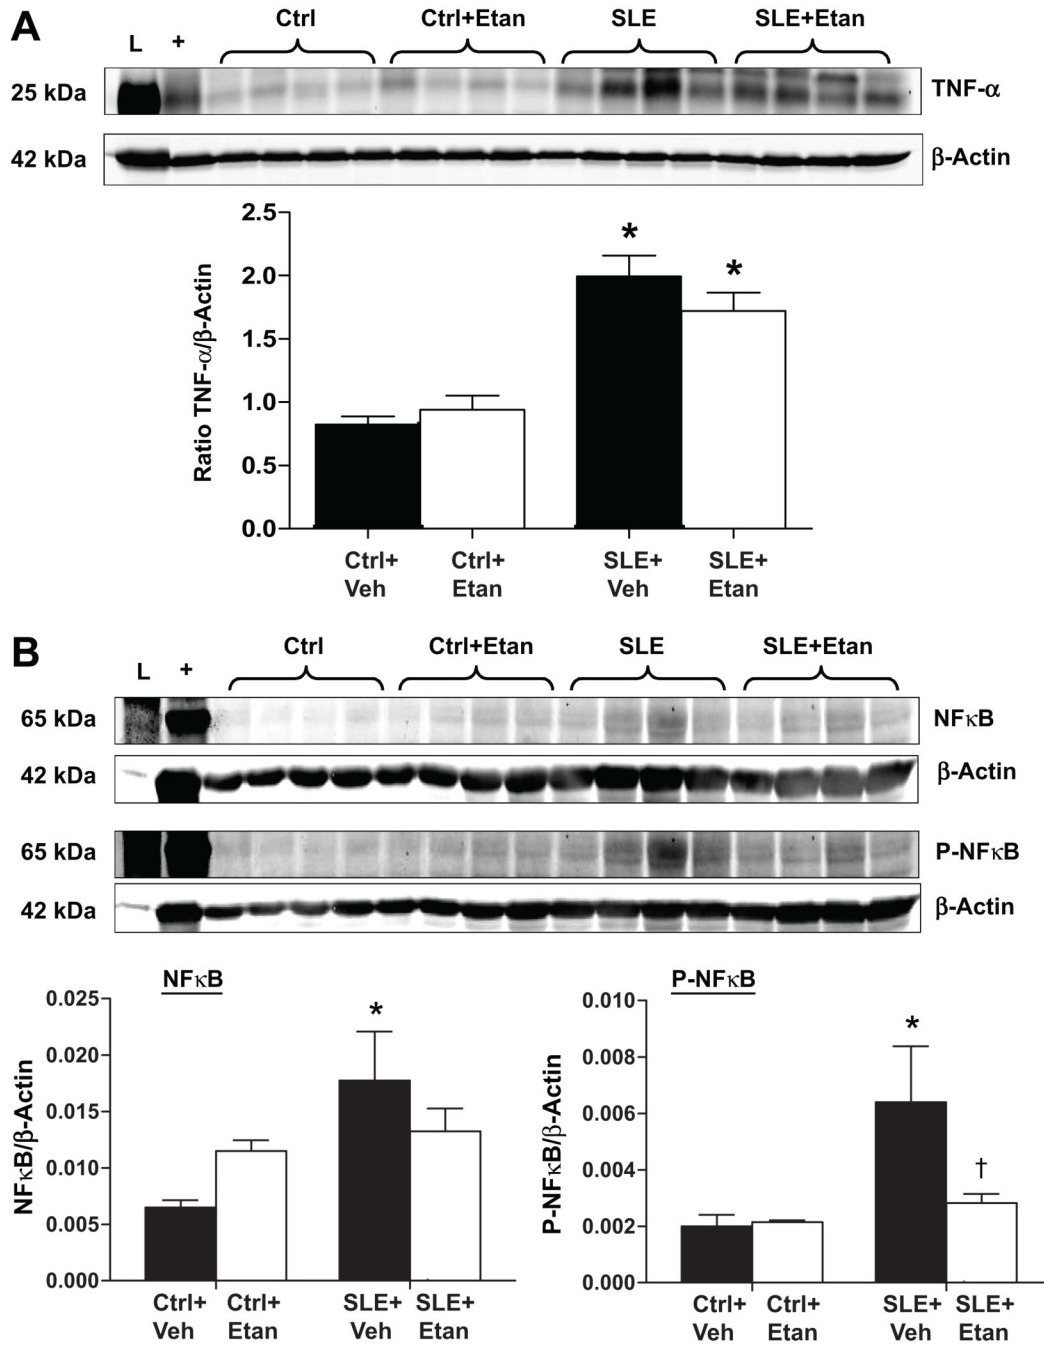 A
L + Ctrl Ctrl+Etan SLE SLE+Etan
25 kDa TNF-α
42 kDa β-Actin
Ratio TNF-α/β-Actin
2.5
2.0
1.5
1.0
0.5
0.0
* *
Ctrl+ Ctrl+ SLE+ SLE+
Veh Etan Veh Etan
B
L + Ctrl Ctrl+Etan SLE SLE+Etan
65 kDa NFκB
42 kDa β-Actin
65 kDa P-NFκB
42 kDa β-Actin
NFκB
NFκB/β-Actin
0.025
0.020
0.015
0.010
0.005
0.000
*
Ctrl+ Ctrl+ SLE+ SLE+
Veh Etan Veh Etan
P-NFκB
P-NFκB/β-Actin
0.010
0.008
0.006
0.004
0.002
0.000
*
†
Ctrl+ Ctrl+ SLE+ SLE+
Veh Etan Veh Etan